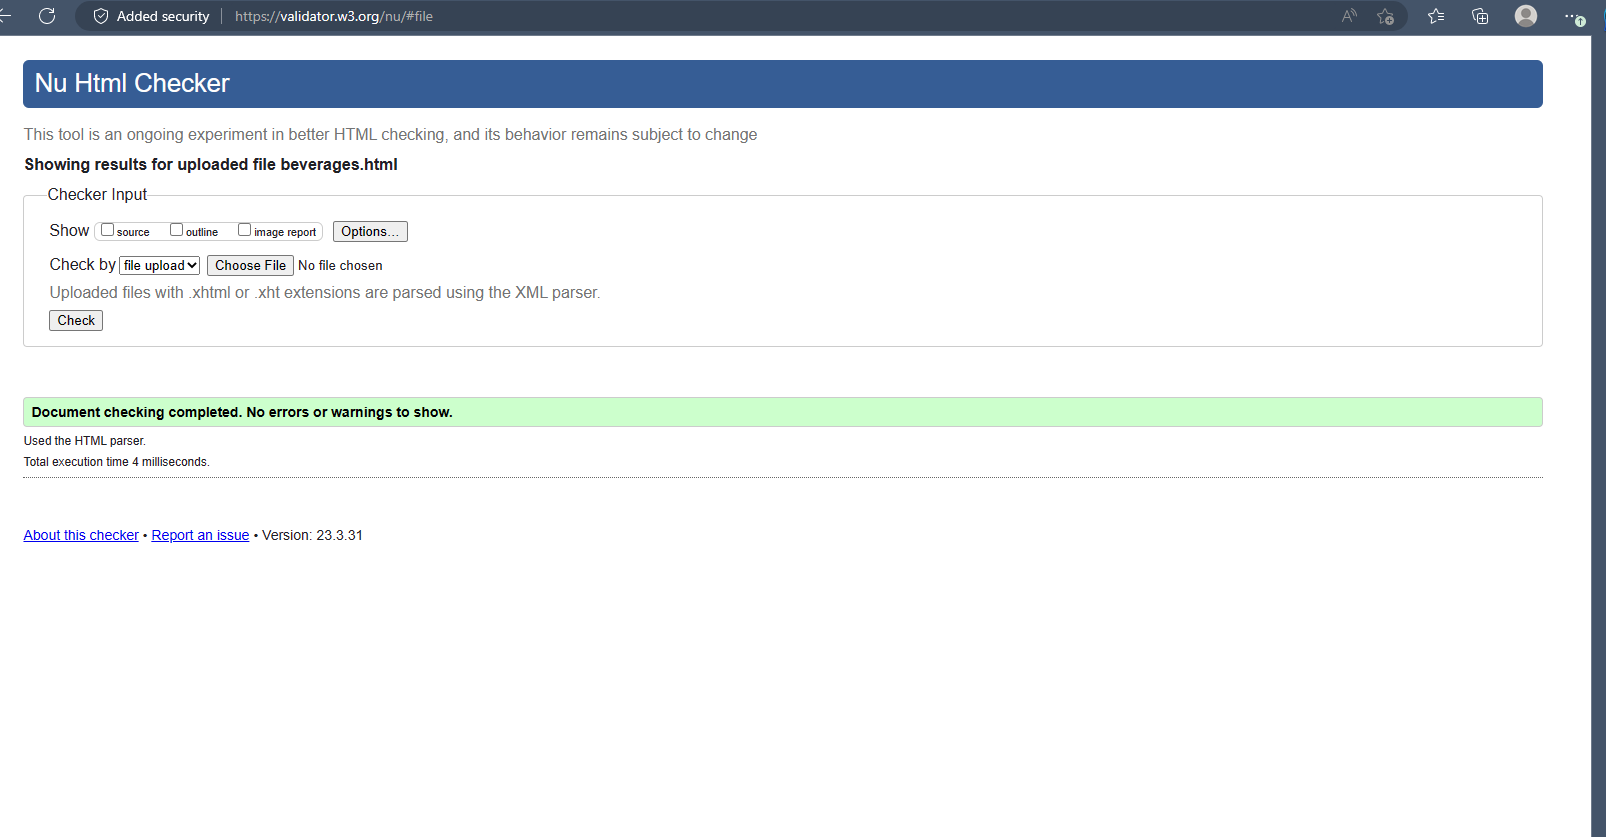 Added security https://validator.w3.org/nu/#file
Nu Html Checker
This tool is an ongoing experiment in better HTML checking, and its behavior remains subject to change
Showing results for uploaded file beverages.html
Checker Input
Show source outline image report Options...
Check by file upload Choose File No file chosen
Uploaded files with .xhtml or .xht extensions are parsed using the XML parser.
Check
Document checking completed. No errors or warnings to show.
Used the HTML parser.
Total execution time 4 milliseconds.
About this checker • Report an issue • Version: 23.3.31